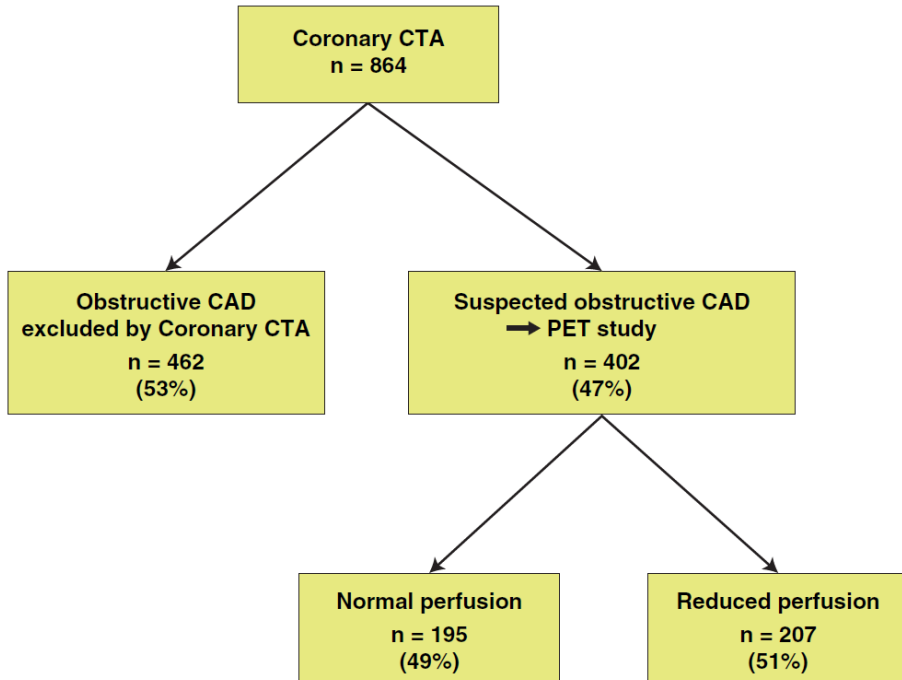 Coronary CTA
n = 864
Obstructive CAD
excluded by Coronary CTA
n = 462
(53%)
Suspected obstructive CAD
➡ PET study
n = 402
(47%)
Normal perfusion
n = 195
(49%)
Reduced perfusion
n = 207
(51%)